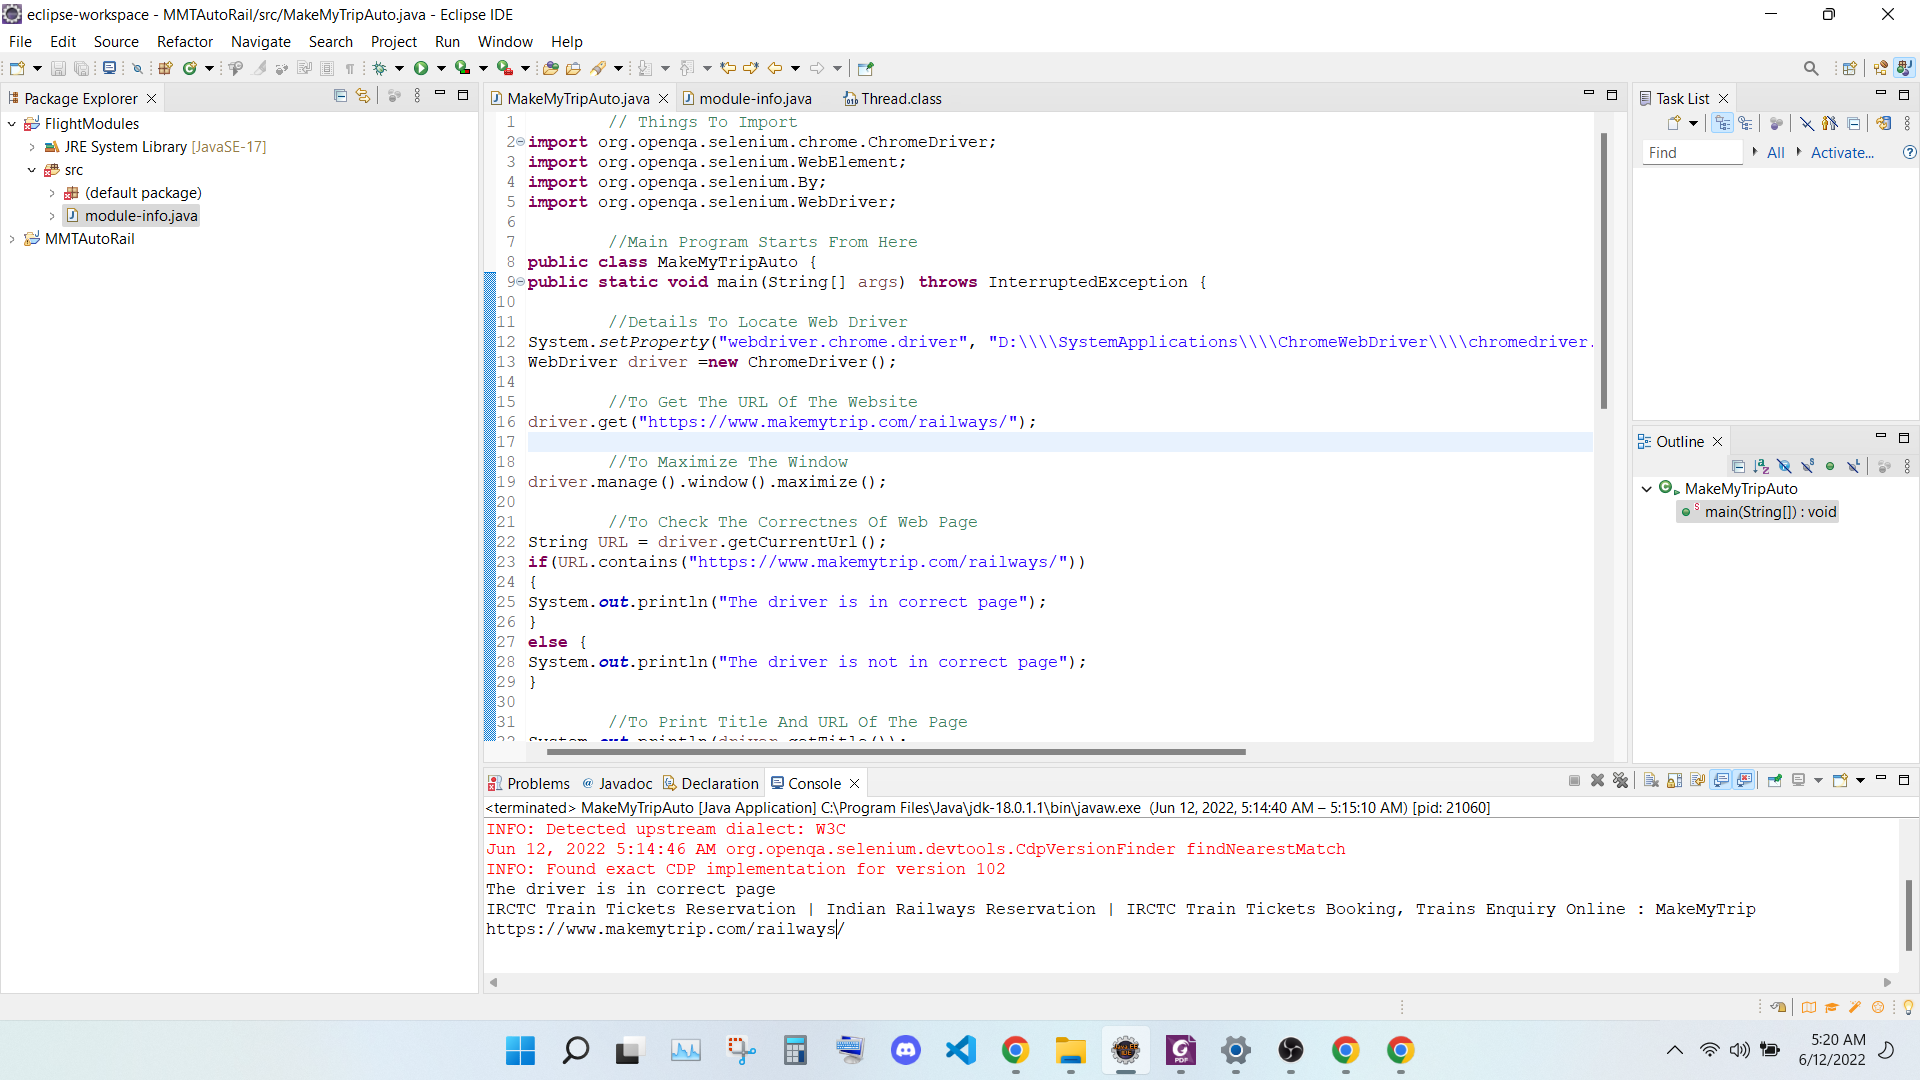 eclipse-workspace - MMTAutoRail/src/MakeMyTripAuto.java - Eclipse IDE
File Edit Source Refactor Navigate Search Project Run Window Help
Package Explorer
FlightModules
JRE System Library [JavaSE-17]
src
(default package)
module-info.java
MMTAutoRail
MakeMyTripAuto.java module-info.java Thread.class
1 // Things To Import
2 import org.openqa.selenium.chrome.ChromeDriver;
3 import org.openqa.selenium.WebElement;
4 import org.openqa.selenium.By;
5 import org.openqa.selenium.WebDriver;
6
7 //Main Program Starts From Here
8 public class MakeMyTripAuto {
9 public static void main(String[] args) throws InterruptedException {
10
11 //Details To Locate Web Driver
12 System.setProperty("webdriver.chrome.driver", "D:\\\\SystemApplications\\\\ChromeWebDriver\\\\chromedriver.
13 WebDriver driver =new ChromeDriver();
14
15 //To Get The URL Of The Website
16 driver.get("https://www.makemytrip.com/railways/");
17
18 //To Maximize The Window
19 driver.manage().window().maximize();
20
21 //To Check The Correctnes Of Web Page
22 String URL = driver.getCurrentUrl();
23 if(URL.contains("https://www.makemytrip.com/railways/"))
24 {
25 System.out.println("The driver is in correct page");
26 }
27 else {
28 System.out.println("The driver is not in correct page");
29 }
30
31 //To Print Title And URL Of The Page
32 System.out.println(driver.getTitle());
Task List
Find All Activate...
Outline
MakeMyTripAuto
main(String[]) : void
Problems Javadoc Declaration Console
<terminated> MakeMyTripAuto [Java Application] C:\Program Files\Java\jdk-18.0.1.1\bin\javaw.exe (Jun 12, 2022, 5:14:40 AM – 5:15:10 AM) [pid: 21060]
INFO: Detected upstream dialect: W3C
Jun 12, 2022 5:14:46 AM org.openqa.selenium.devtools.CdpVersionFinder findNearestMatch
INFO: Found exact CDP implementation for version 102
The driver is in correct page
IRCTC Train Tickets Reservation | Indian Railways Reservation | IRCTC Train Tickets Booking, Trains Enquiry Online : MakeMyTrip
https://www.makemytrip.com/railways/
5:20 AM
6/12/2022